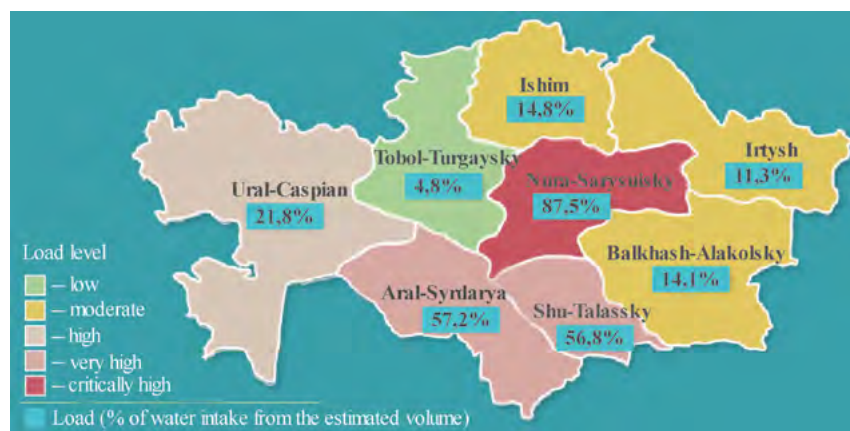 Ishim
14,8%
Irtysh
11,3%
Tobol-Turgaysky
4,8%
Nura-Sarysuisky
87,5%
Ural-Caspian
21,8%
Balkhash-Alakolsky
14,1%
Aral-Syrdarya
57,2%
Shu-Talassky
56,8%
Load level
– low
– moderate
– high
– very high
– critically high
Load (% of water intake from the estimated volume)